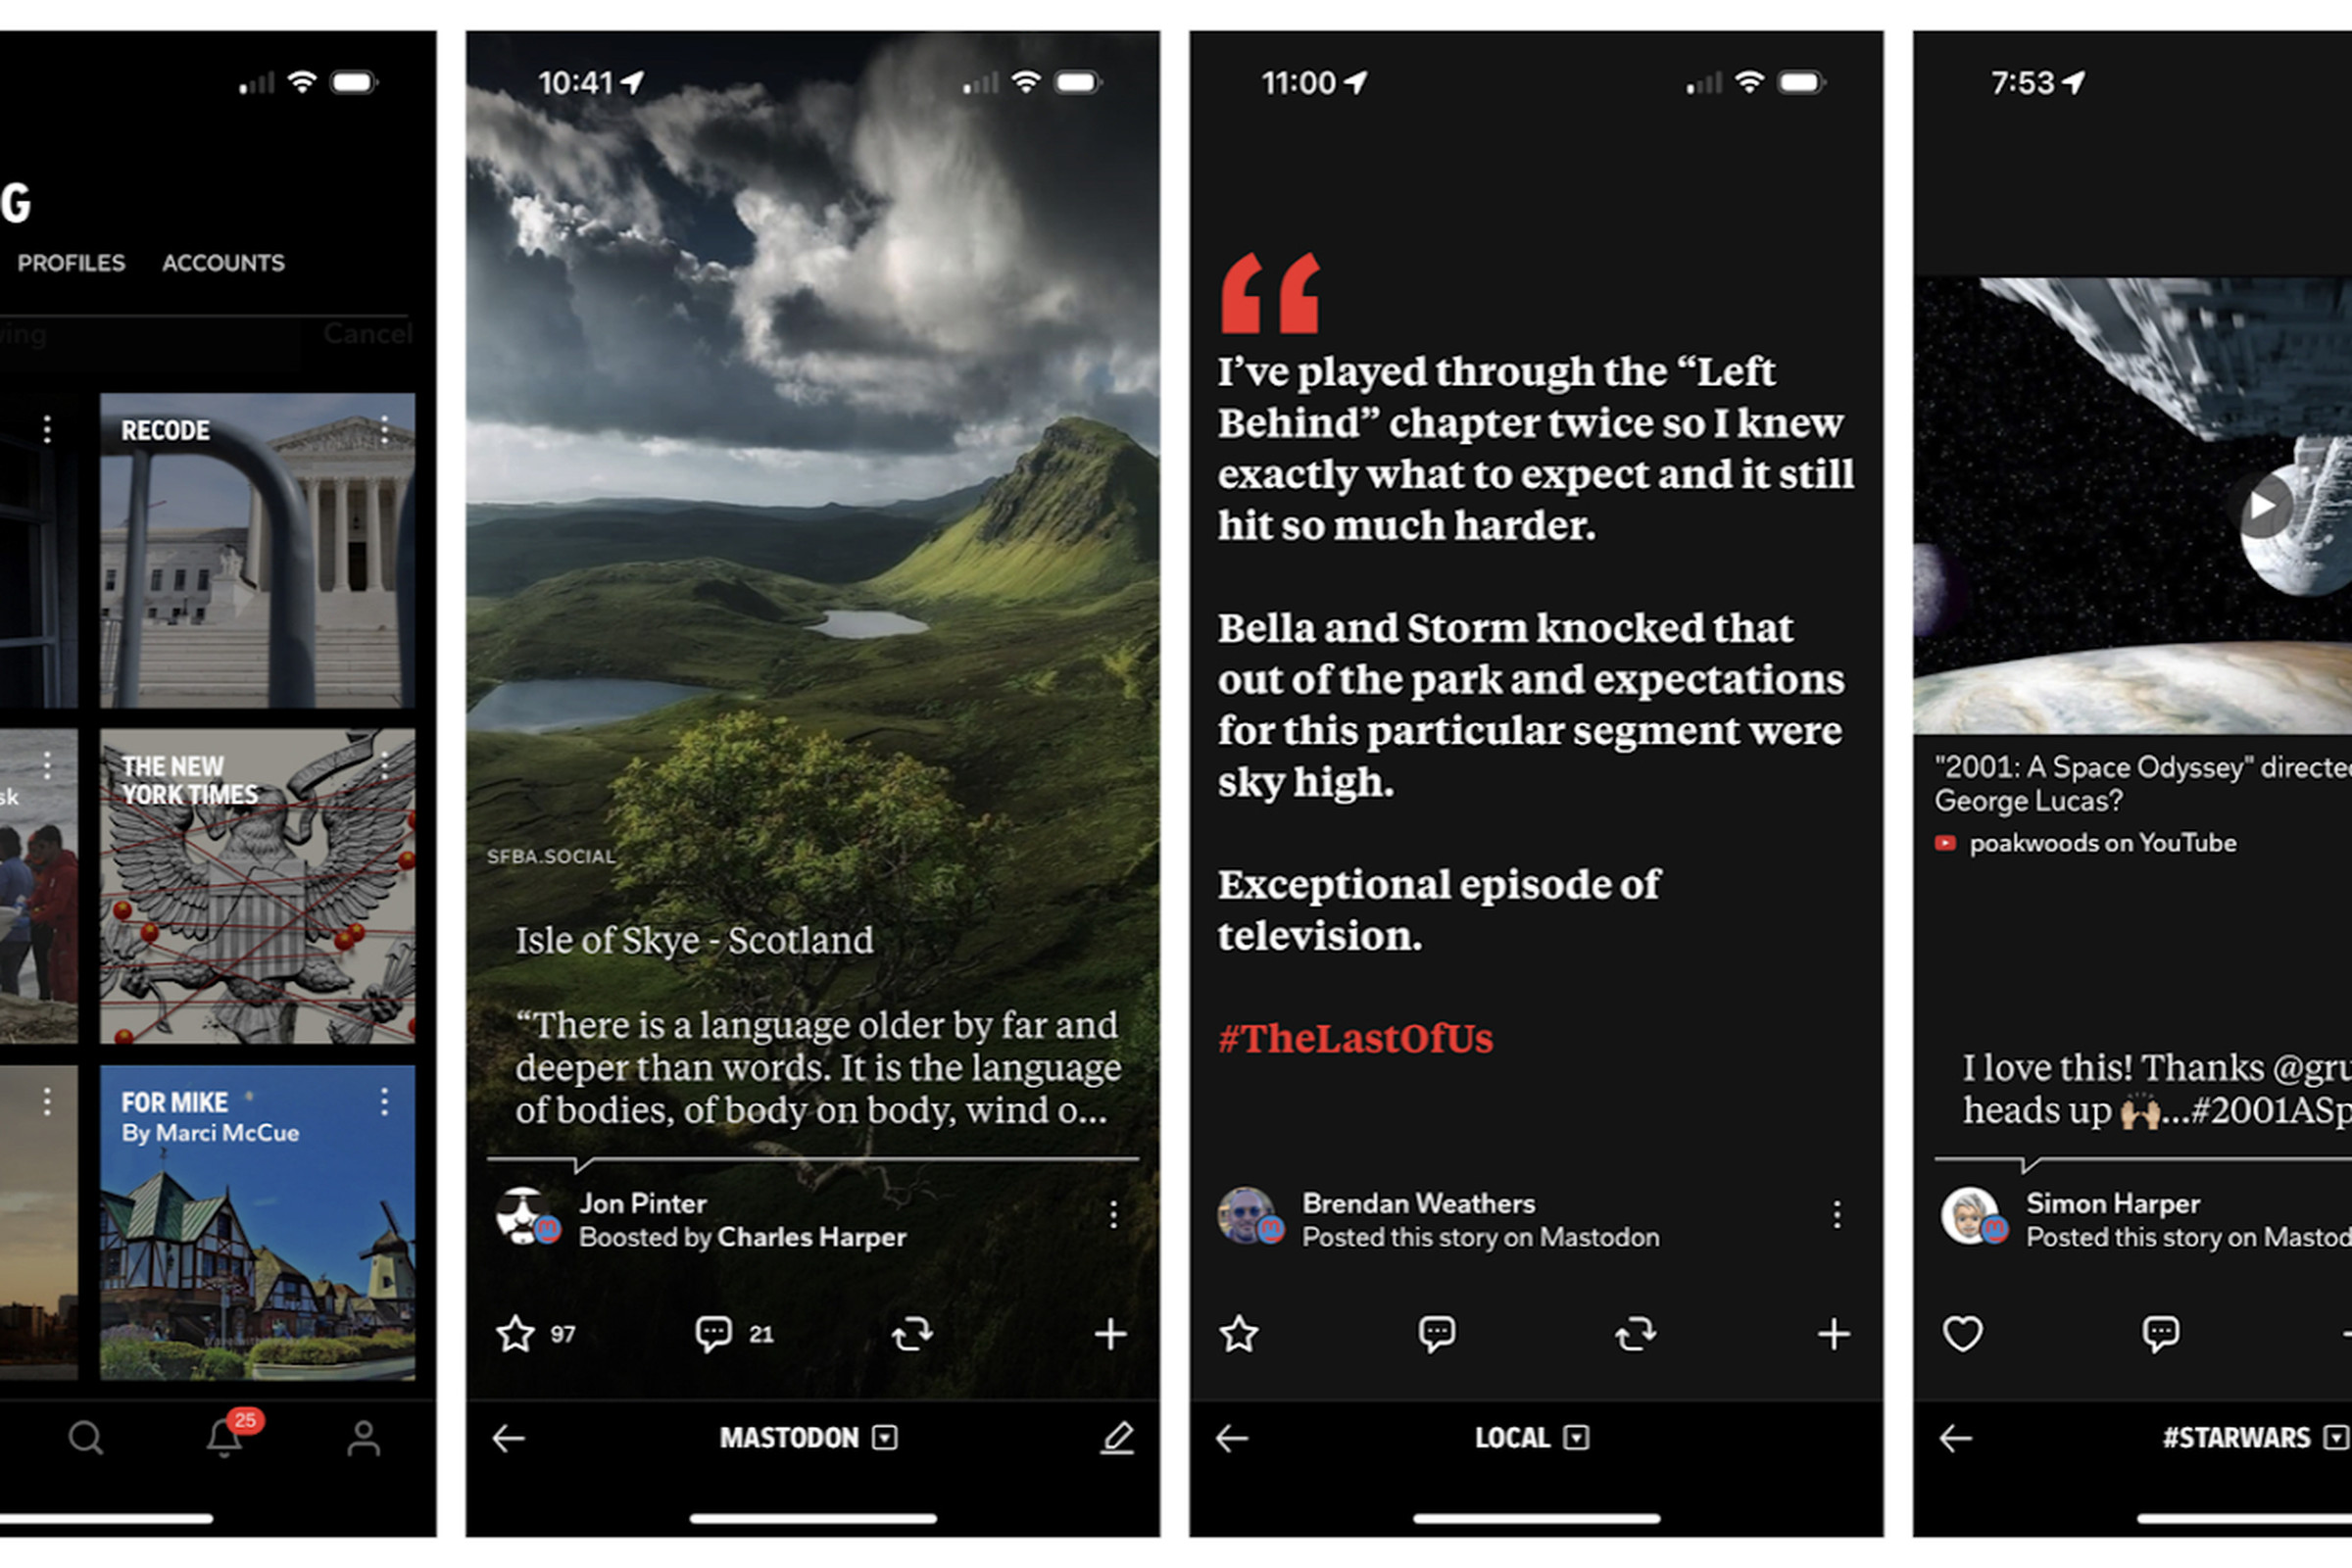 G
PROFILES ACCOUNTS
Cancel
RECODE
THE NEW
YORK TIMES
FOR MIKE
By Marci McCue
25
10:41
SFBA.SOCIAL
Isle of Skye - Scotland
“There is a language older by far and
deeper than words. It is the language
of bodies, of body on body, wind o...
Jon Pinter
Boosted by Charles Harper
97 21
MASTODON
11:00
I’ve played through the “Left
Behind” chapter twice so I knew
exactly what to expect and it still
hit so much harder.
Bella and Storm knocked that
out of the park and expectations
for this particular segment were
sky high.
Exceptional episode of
television.
#TheLastOfUs
Brendan Weathers
Posted this story on Mastodon
LOCAL
7:53
"2001: A Space Odyssey" directe
George Lucas?
poakwoods on YouTube
I love this! Thanks @gru
heads up 🙌🏼...#2001ASp
Simon Harper
Posted this story on Mastod
#STARWARS